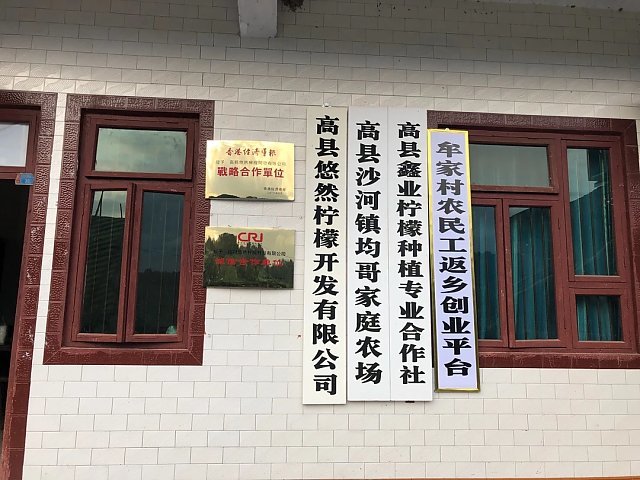 香港经济导报
戰略合作單位
CRI
高县悠然柠檬开发有限公司
高县沙河镇均哥家庭农场
高县鑫业柠檬种植专业合作社
牟家村农民工返乡创业平台